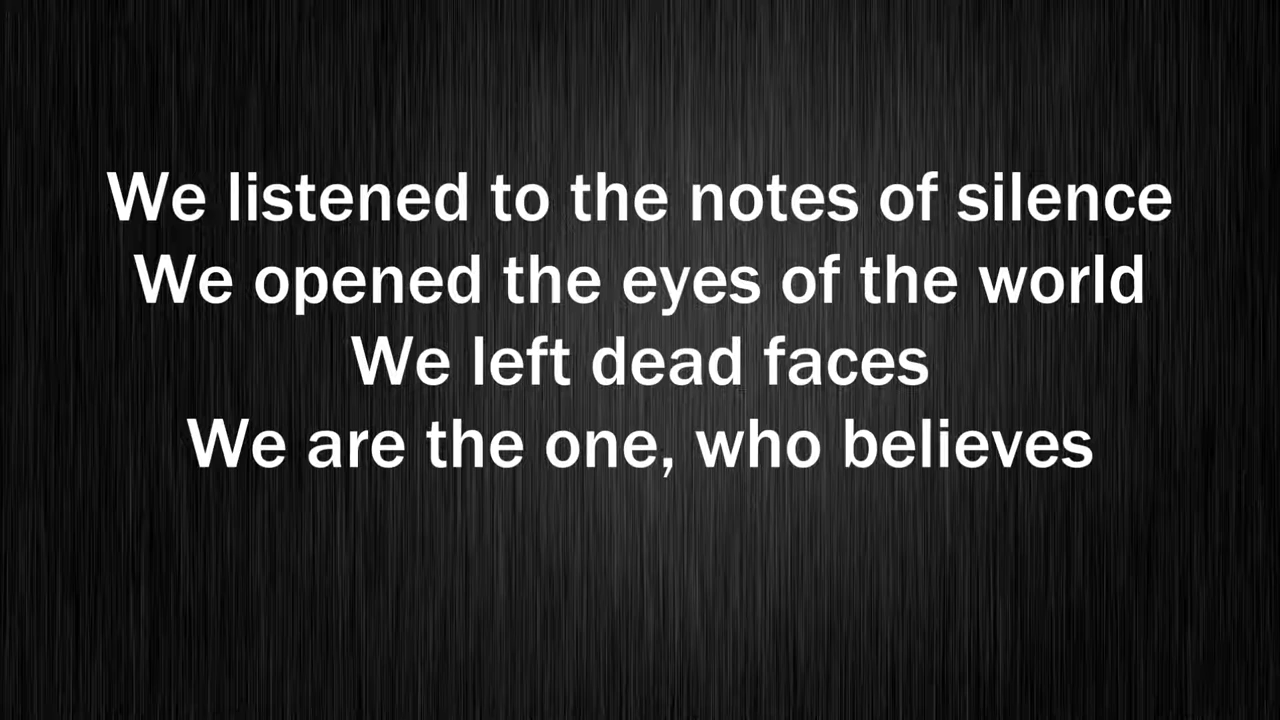 We listened to the notes of silence
We opened the eyes of the world
We left dead faces
We are the one, who believes